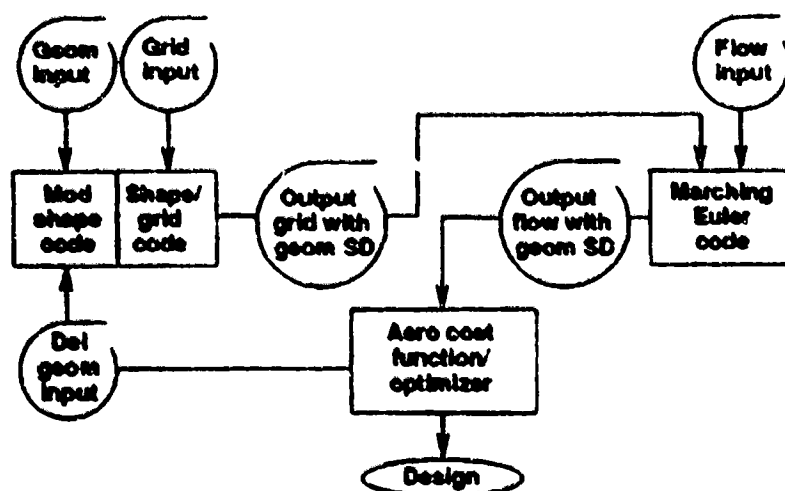 Geom
input
Grid
input
Flow
input
Mod
shape
code
Shape/
grid
code
Output
grid with
geom SD
Output
flow with
geom SD
Marching
Euler
code
Del
geom
input
Aero cost
function/
optimizer
Design